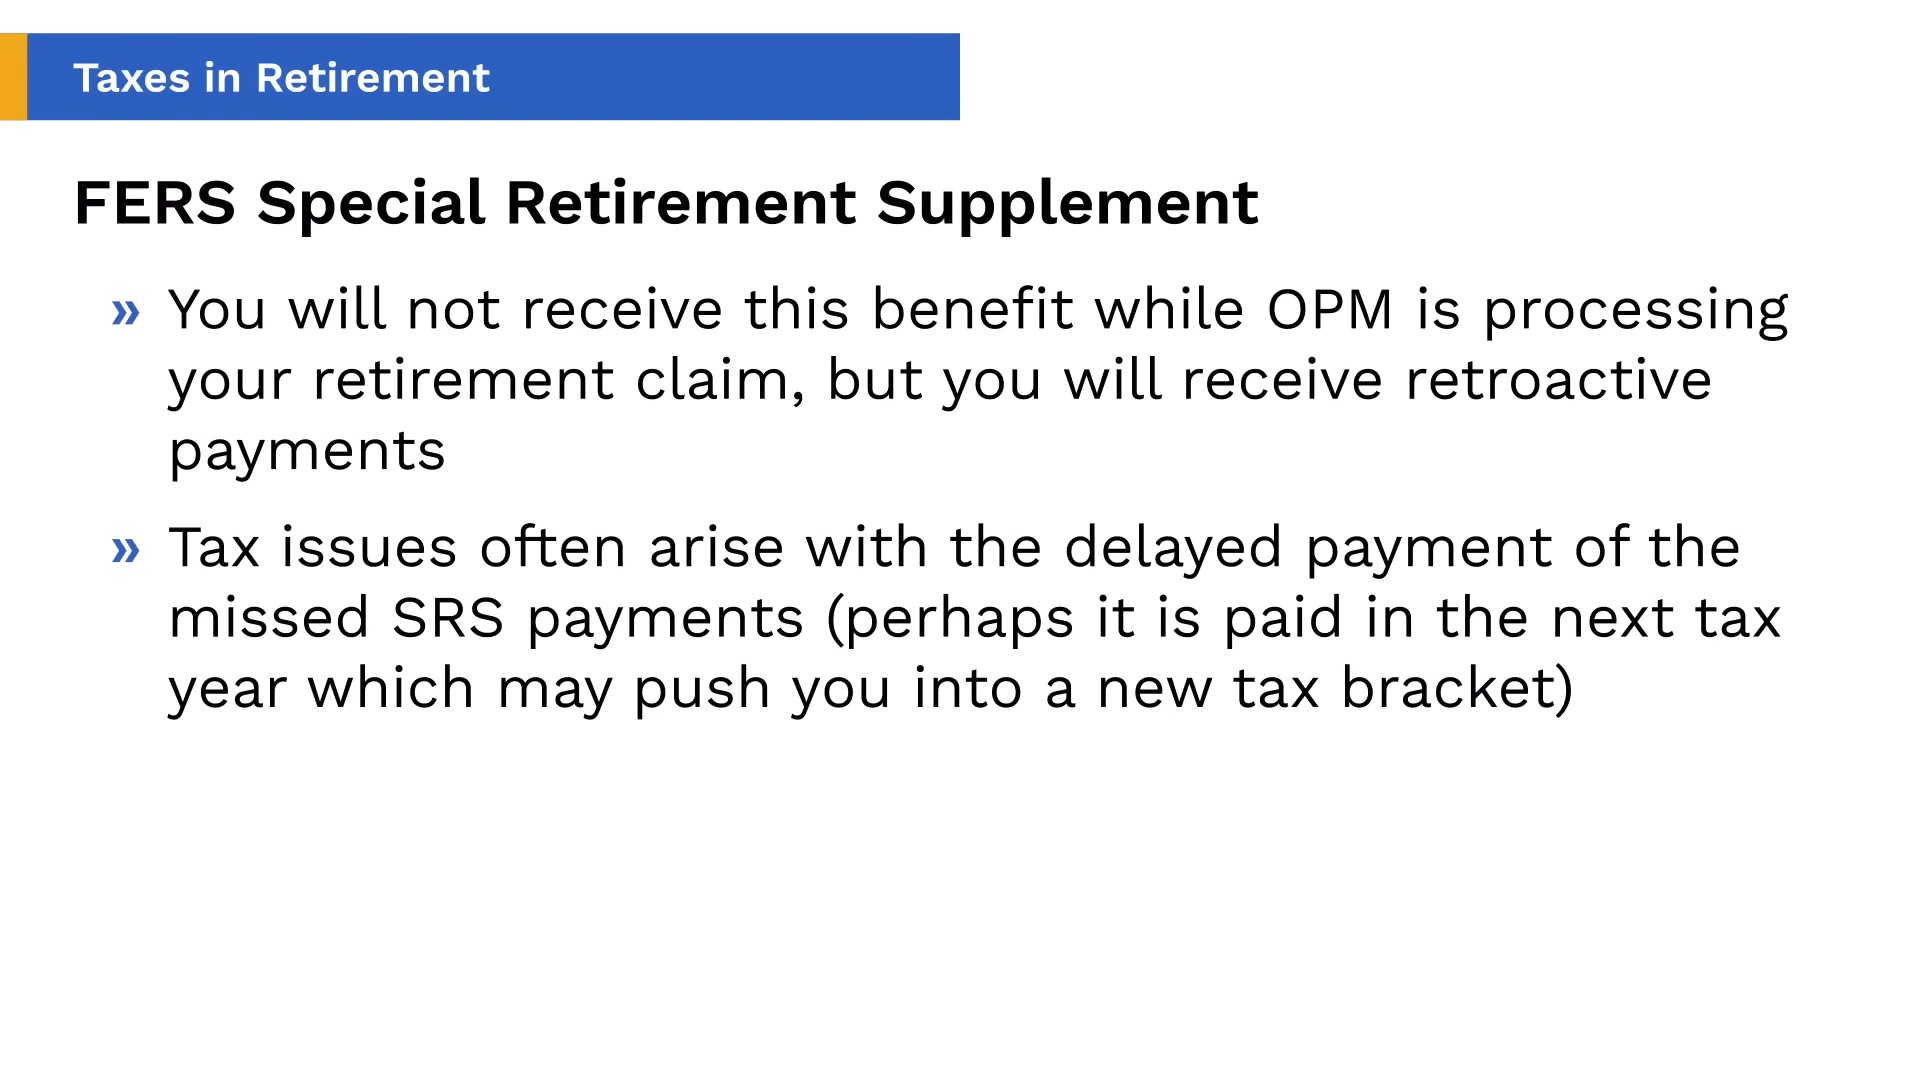 Taxes in Retirement
FERS Special Retirement Supplement
» You will not receive this benefit while OPM is processing
your retirement claim, but you will receive retroactive
payments
» Tax issues often arise with the delayed payment of the
missed SRS payments (perhaps it is paid in the next tax
year which may push you into a new tax bracket)